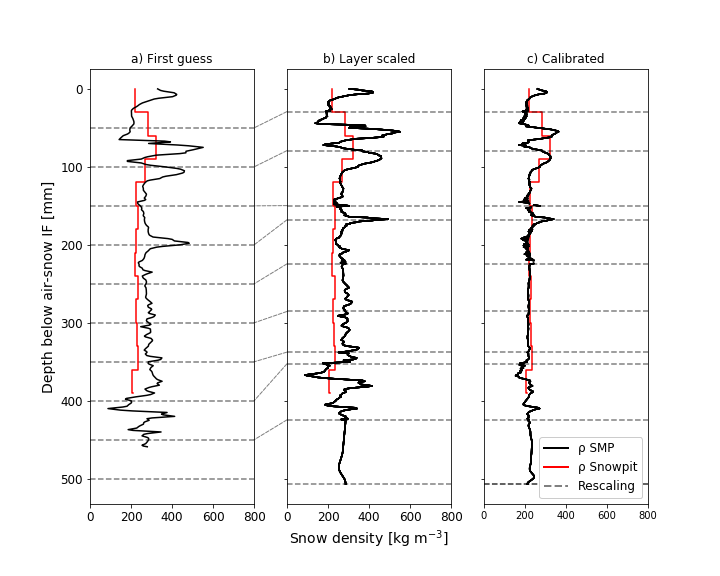 a) First guess
b) Layer scaled
c) Calibrated
Depth below air-snow IF [mm]
0
100
200
300
400
500
0 200 400 600 800
0 200 400 600 800
0 200 400 600 800
Snow density [kg m⁻³]
ρ SMP
ρ Snowpit
Rescaling